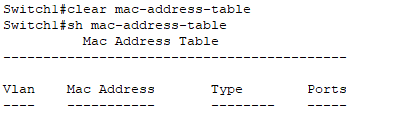 Switch1#clear mac-address-table
Switch1#sh mac-address-table
          Mac Address Table
-------------------------------------------

Vlan    Mac Address       Type        Ports
----    -----------       --------    -----